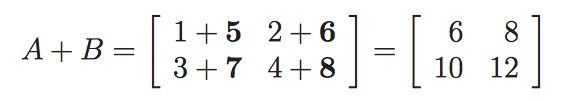 A + B = [ 1 + 5 2 + 6 ] = [ 6 8 ]
[ 3 + 7 4 + 8 ] [ 10 12 ]